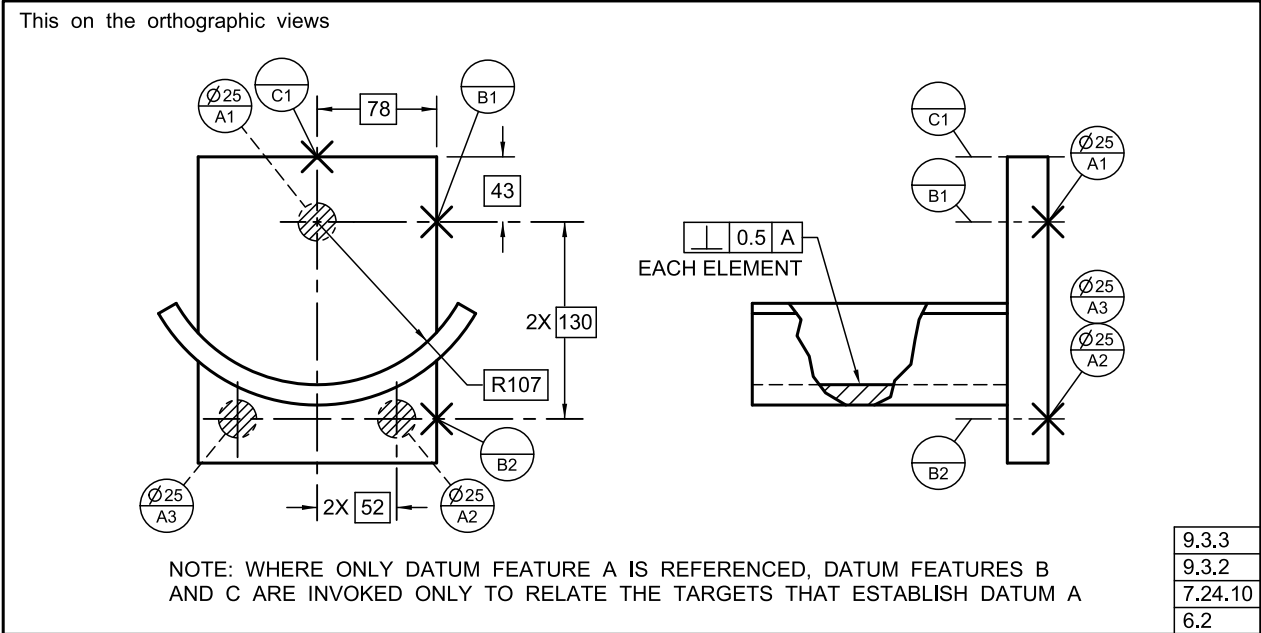 This on the orthographic views
C1
B1
78
Ø25
A1
43
2X 130
R107
B2
Ø25
A3
2X 52
Ø25
A2
C1
Ø25
A1
B1
⊥ 0.5 A
EACH ELEMENT
Ø25
A3
Ø25
A2
B2
NOTE: WHERE ONLY DATUM FEATURE A IS REFERENCED, DATUM FEATURES B
AND C ARE INVOKED ONLY TO RELATE THE TARGETS THAT ESTABLISH DATUM A
9.3.3
9.3.2
7.24.10
6.2